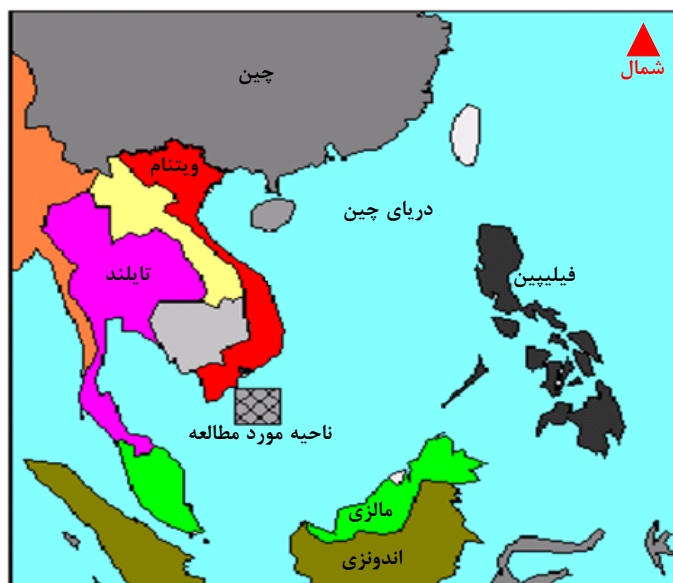 شمال
چین
ویتنام
دریای چین
تایلند
فیلیپین
ناحیه مورد مطالعه
مالزی
اندونزی